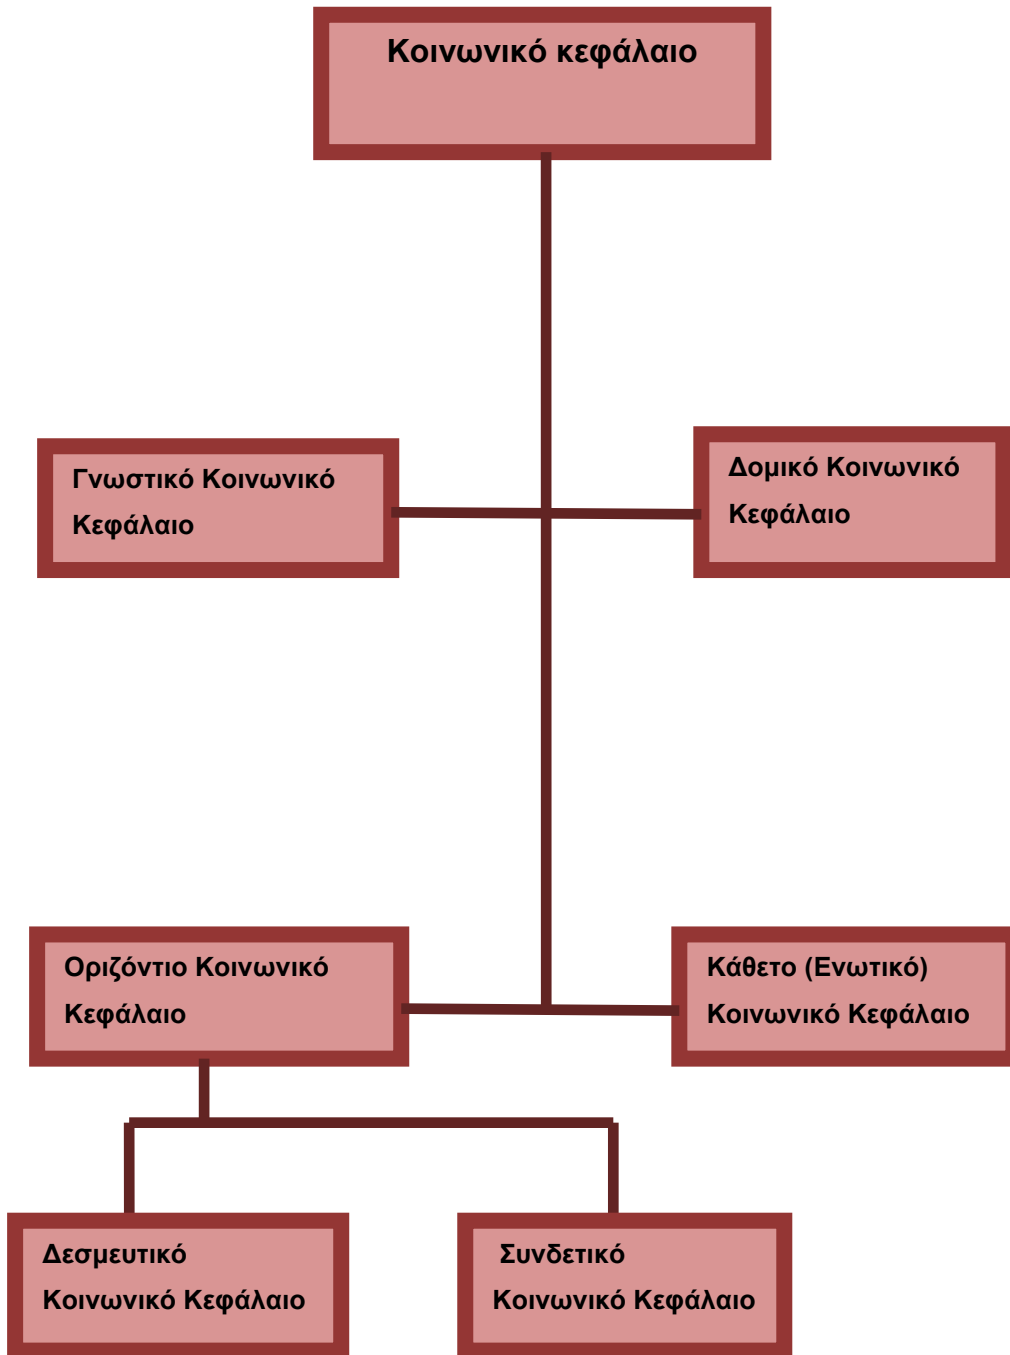 Κοινωνικό κεφάλαιο
Γνωστικό Κοινωνικό
Κεφάλαιο
Δομικό Κοινωνικό
Κεφάλαιο
Οριζόντιο Κοινωνικό
Κεφάλαιο
Κάθετο (Ενωτικό)
Κοινωνικό Κεφάλαιο
Δεσμευτικό
Κοινωνικό Κεφάλαιο
Συνδετικό
Κοινωνικό Κεφάλαιο